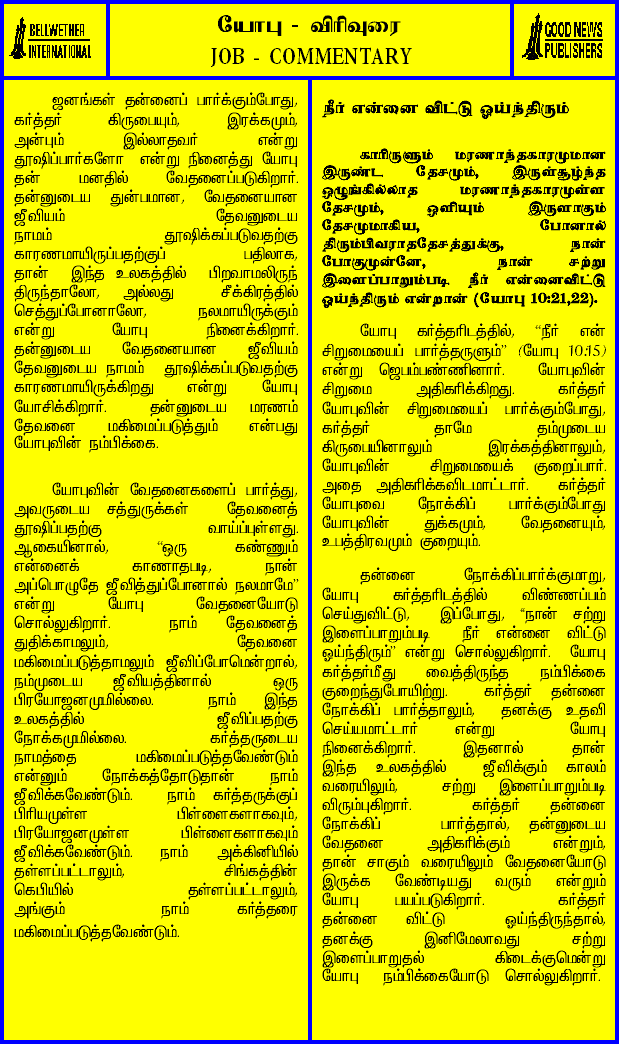 BELLWETHER
INTERNATIONAL
யோபு - விரிவுரை
JOB - COMMENTARY
GOOD NEWS
PUBLISHERS
ஜனங்கள் தன்னைப் பார்க்கும்போது,
கர்த்தர் கிருபையும், இரக்கமும்,
அன்பும் இல்லாதவர் என்று
தூஷிப்பார்களோ என்று நினைத்து யோபு
தன் மனதில் வேதனைப்படுகிறார்.
தன்னுடைய துன்பமான, வேதனையான
ஜீவியம் தேவனுடைய
நாமம் தூஷிக்கப்படுவதற்கு
காரணமாயிருப்பதற்குப் பதிலாக,
தான் இந்த உலகத்தில் பிறவாமலிருந்
திருந்தாலோ, அல்லது சீக்கிரத்தில்
செத்துப்போனாலோ, நலமாயிருக்கும்
என்று யோபு நினைக்கிறார்.
தன்னுடைய வேதனையான ஜீவியம்
தேவனுடைய நாமம் தூஷிக்கப்படுவதற்கு
காரணமாயிருக்கிறது என்று யோபு
யோசிக்கிறார். தன்னுடைய மரணம்
தேவனை மகிமைப்படுத்தும் என்பது
யோபுவின் நம்பிக்கை.
யோபுவின் வேதனைகளைப் பார்த்து,
அவருடைய சத்துருக்கள் தேவனைத்
தூஷிப்பதற்கு வாய்ப்புள்ளது.
ஆகையினால், “ஒரு கண்ணும்
என்னைக் காணாதபடி, நான்
அப்பொழுதே ஜீவித்துப்போனால் நலமாமே”
என்று யோபு வேதனையோடு
சொல்லுகிறார். நாம் தேவனைத்
துதிக்காமலும், தேவனை
மகிமைப்படுத்தாமலும் ஜீவிப்போமென்றால்,
நம்முடைய ஜீவியத்தினால் ஒரு
பிரயோஜனமுமில்லை. நாம் இந்த
உலகத்தில் ஜீவிப்பதற்கு
நோக்கமுமில்லை. கர்த்தருடைய
நாமத்தை மகிமைப்படுத்தவேண்டும்
என்னும் நோக்கத்தோடுதான் நாம்
ஜீவிக்கவேண்டும். நாம் கர்த்தருக்குப்
பிரியமுள்ள பிள்ளைகளாகவும்,
பிரயோஜனமுள்ள பிள்ளைகளாகவும்
ஜீவிக்கவேண்டும். நாம் அக்கினியில்
தள்ளப்பட்டாலும், சிங்கத்தின்
கெபியில் தள்ளப்பட்டாலும்,
அங்கும் நாம் கர்த்தரை
மகிமைப்படுத்தவேண்டும்.
நீர் என்னை விட்டு ஓய்ந்திரும்
காரிருளும் மரணாந்தகாரமுமான
இருண்ட தேசமும், இருள்சூழ்ந்த
ஒழுங்கில்லாத மரணாந்தகாரமுள்ள
தேசமும், ஒளியும் இருளாகும்
தேசமுமாகிய, போனால்
திரும்பிவராததேசத்துக்கு, நான்
போகுமுன்னே, நான் சற்று
இளைப்பாறும்படி நீர் என்னைவிட்டு
ஓய்ந்திரும் என்றான் (யோபு 10:21,22).
யோபு கர்த்தரிடத்தில், “நீர் என்
சிறுமையைப் பார்த்தருளும்” (யோபு 10:15)
என்று ஜெபம்பண்ணினார். யோபுவின்
சிறுமை அதிகரிக்கிறது. கர்த்தர்
யோபுவின் சிறுமையைப் பார்க்கும்போது,
கர்த்தர் தாமே தம்முடைய
கிருபையினாலும் இரக்கத்தினாலும்,
யோபுவின் சிறுமையைக் குறைப்பார்.
அதை அதிகரிக்கவிடமாட்டார். கர்த்தர்
யோபுவை நோக்கிப் பார்க்கும்போது
யோபுவின் துக்கமும், வேதனையும்,
உபத்திரவமும் குறையும்.
தன்னை நோக்கிப்பார்க்குமாறு,
யோபு கர்த்தரிடத்தில் விண்ணப்பம்
செய்துவிட்டு, இப்போது, “நான் சற்று
இளைப்பாறும்படி நீர் என்னை விட்டு
ஓய்ந்திரும்” என்று சொல்லுகிறார். யோபு
கர்த்தர்மீது வைத்திருந்த நம்பிக்கை
குறைந்துபோயிற்று. கர்த்தர் தன்னை
நோக்கிப் பார்த்தாலும், தனக்கு உதவி
செய்யமாட்டார் என்று யோபு
நினைக்கிறார். இதனால் தான்
இந்த உலகத்தில் ஜீவிக்கும் காலம்
வரையிலும், சற்று இளைப்பாறும்படி
விரும்புகிறார். கர்த்தர் தன்னை
நோக்கிப் பார்த்தால், தன்னுடைய
வேதனை அதிகரிக்கும் என்றும்,
தான் சாகும் வரையிலும் வேதனையோடு
இருக்க வேண்டியது வரும் என்றும்
யோபு பயப்படுகிறார். கர்த்தர்
தன்னை விட்டு ஓய்ந்திருந்தால்,
தனக்கு இனிமேலாவது சற்று
இளைப்பாறுதல் கிடைக்குமென்று
யோபு நம்பிக்கையோடு சொல்லுகிறார்.